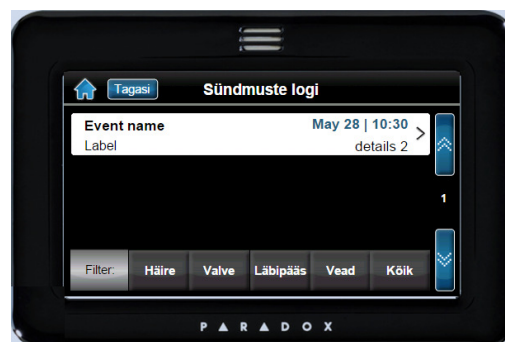 Tagasi Sündmuste logi
Event name May 28 | 10:30
Label details 2
1
Filter: Häire Valve Läbipääs Vead Kõik
PARADOX